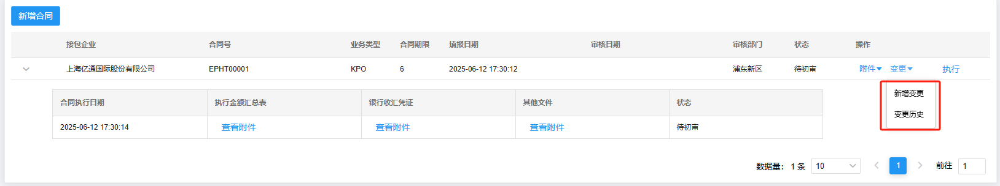 新增合同
接包企业 合同号 业务类型 合同期限 填报日期 审核日期 审核部门 状态 操作
上海亿通国际股份有限公司 EPHT00001 KPO 6 2025-06-12 17:30:12 浦东新区 待初审 附件 变更 执行
新增变更
变更历史
合同执行日期 执行金额汇总表 银行收汇凭证 其他文件 状态
2025-06-12 17:30:14 查看附件 查看附件 查看附件 待初审
数据量： 1 条 10 1 前往 1